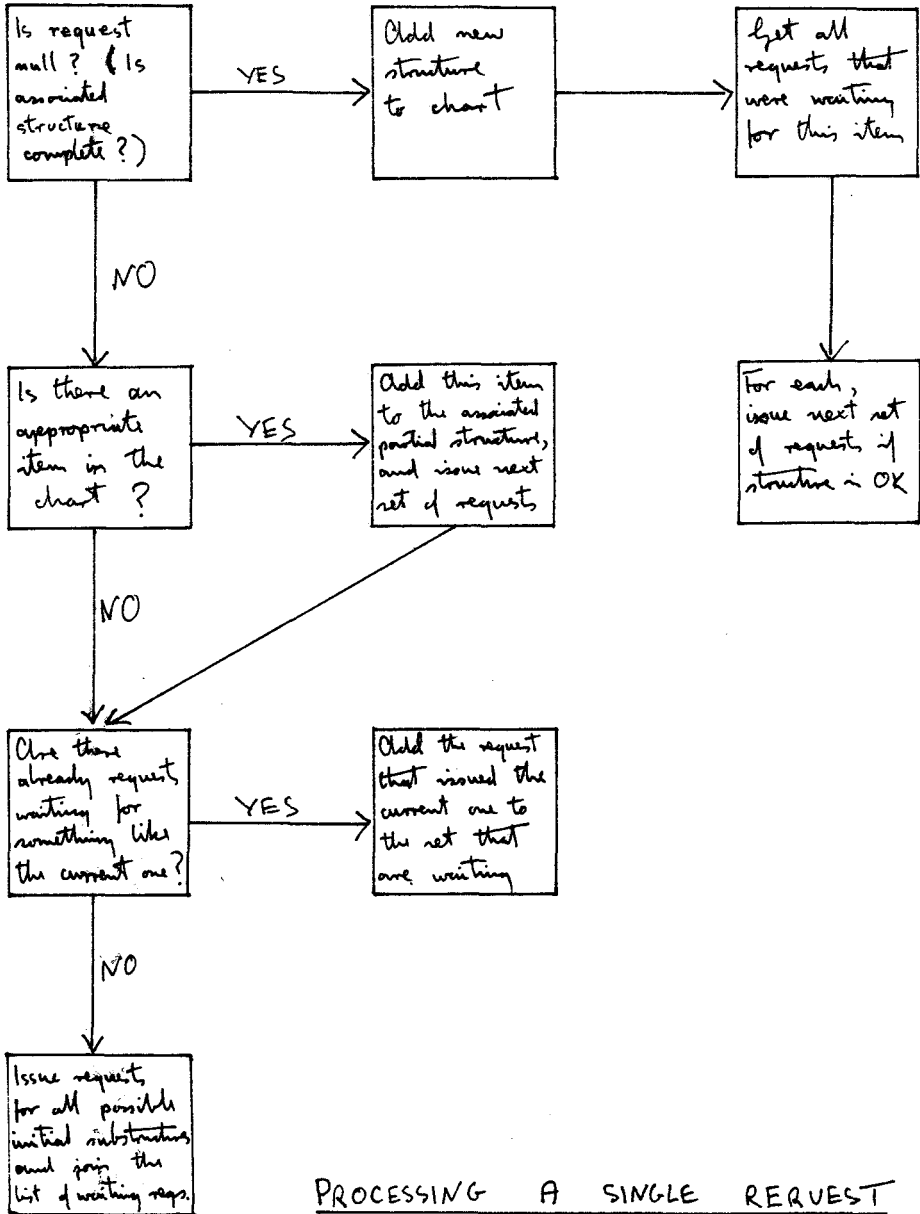 Is request
null? (Is
associated
structure
complete?)
YES
Add new
structure
to chart
Get all
requests that
were waiting
for this item
NO
Is there an
appropriate
item in the
chart?
YES
Add this item
to the associated
partial structure,
and issue next
set of requests
For each,
issue next set
of requests if
structure is OK
NO
Are there
already requests
waiting for
something like
the current one?
YES
Add the request
that issued the
current one to
the set that
are waiting
NO
Issue requests
for all possible
initial substructures
and join the
list of waiting reqs.
PROCESSING A SINGLE REQUEST